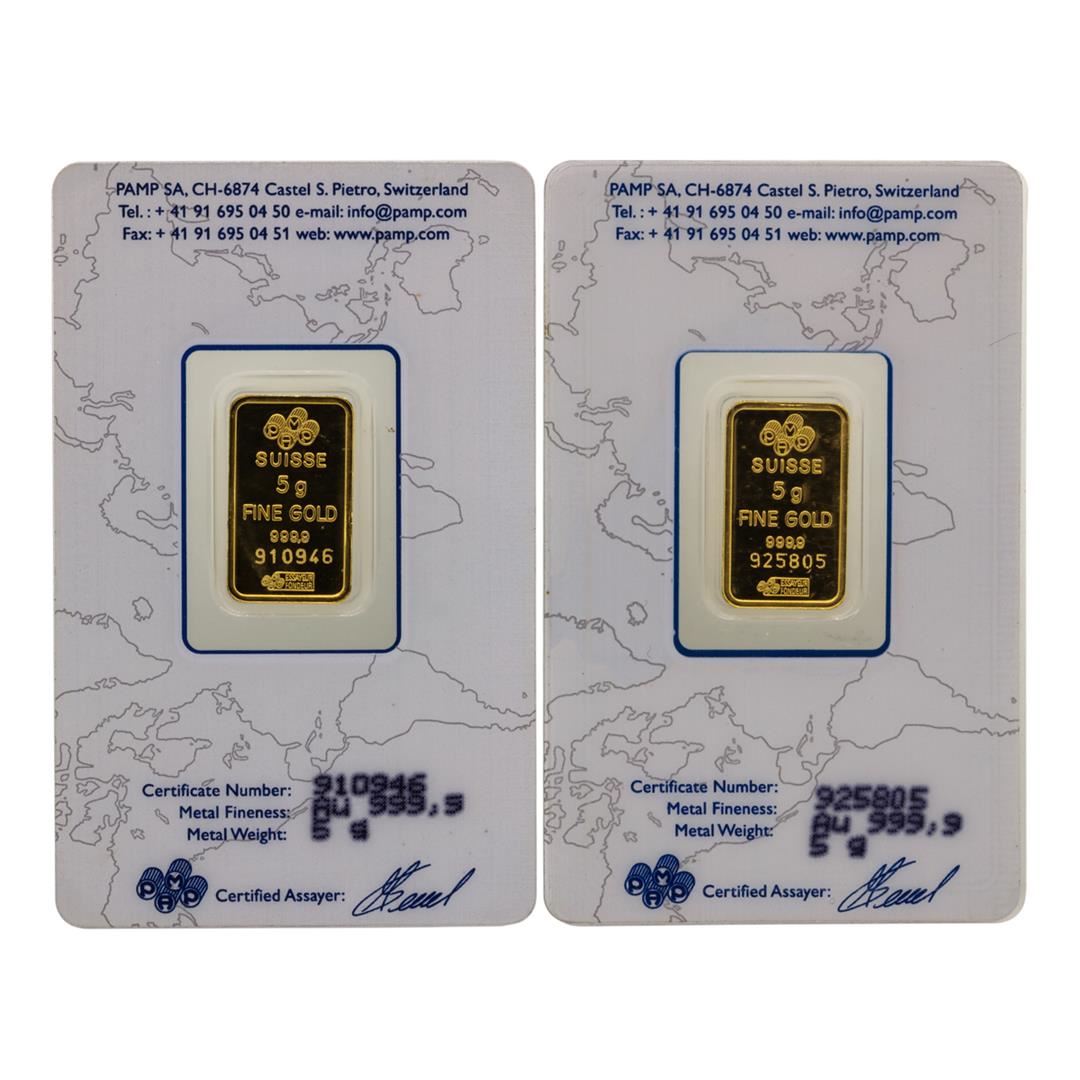 PAMP SA, CH-6874 Castel S. Pietro, Switzerland
Tel. : + 41 91 695 04 50 e-mail: info@pamp.com
Fax: + 41 91 695 04 51 web: www.pamp.com
PAMP
SUISSE
5 g
FINE GOLD
999,9
910946
ESSAYEUR
FONDEUR
Certificate Number: 910946
Metal Fineness: Au 999,9
Metal Weight: 5 g
PAMP
Certified Assayer:
PAMP SA, CH-6874 Castel S. Pietro, Switzerland
Tel. : + 41 91 695 04 50 e-mail: info@pamp.com
Fax: + 41 91 695 04 51 web: www.pamp.com
PAMP
SUISSE
5 g
FINE GOLD
999,9
925805
ESSAYEUR
FONDEUR
Certificate Number: 925805
Metal Fineness: Au 999,9
Metal Weight: 5 g
PAMP
Certified Assayer: